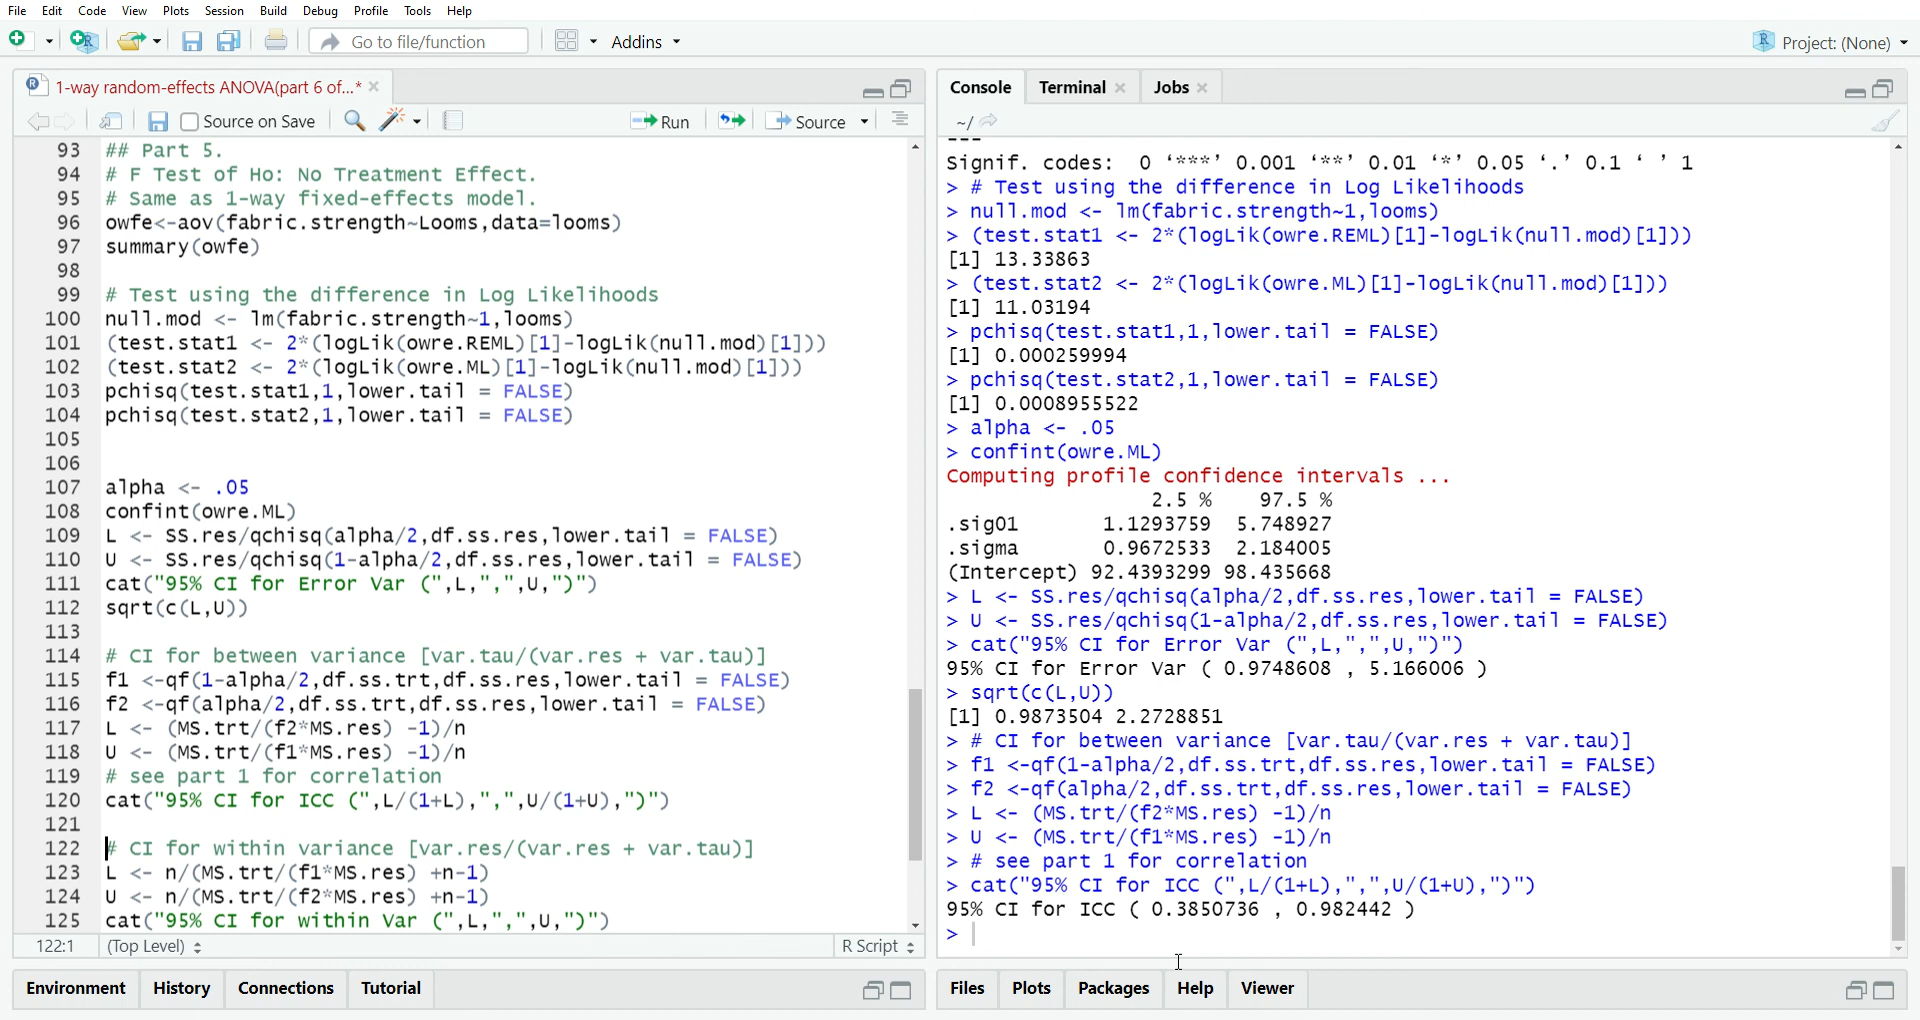 File Edit Code View Plots Session Build Debug Profile Tools Help
Go to file/function Addins Project: (None)
1-way random-effects ANOVA(part 6 of...*
Source on Save Run Source
93 ## Part 5.
94 # F Test of Ho: No Treatment Effect.
95 # Same as 1-way fixed-effects model.
96 owfe<-aov(fabric.strength~Looms,data=looms)
97 summary(owfe)
98
99 # Test using the difference in Log Likelihoods
100 null.mod <- lm(fabric.strength~1,looms)
101 (test.stat1 <- 2*(logLik(owre.REML)[1]-logLik(null.mod)[1]))
102 (test.stat2 <- 2*(logLik(owre.ML)[1]-logLik(null.mod)[1]))
103 pchisq(test.stat1,1,lower.tail = FALSE)
104 pchisq(test.stat2,1,lower.tail = FALSE)
105
106
107 alpha <- .05
108 confint(owre.ML)
109 L <- SS.res/qchisq(alpha/2,df.ss.res,lower.tail = FALSE)
110 U <- SS.res/qchisq(1-alpha/2,df.ss.res,lower.tail = FALSE)
111 cat("95% CI for Error Var (",L,",",U,")")
112 sqrt(c(L,U))
113
114 # CI for between variance [var.tau/(var.res + var.tau)]
115 f1 <-qf(1-alpha/2,df.ss.trt,df.ss.res,lower.tail = FALSE)
116 f2 <-qf(alpha/2,df.ss.trt,df.ss.res,lower.tail = FALSE)
117 L <- (MS.trt/(f2*MS.res) -1)/n
118 U <- (MS.trt/(f1*MS.res) -1)/n
119 # see part 1 for correlation
120 cat("95% CI for ICC (",L/(1+L),",",U/(1+U),")")
121
122 # CI for within variance [var.res/(var.res + var.tau)]
123 L <- n/(MS.trt/(f1*MS.res) +n-1)
124 U <- n/(MS.trt/(f2*MS.res) +n-1)
125 cat("95% CI for within Var (",L,",",U,")")
122:1 (Top Level) R Script
Environment History Connections Tutorial
Console Terminal Jobs
~/
---
Signif. codes: 0 ‘***’ 0.001 ‘**’ 0.01 ‘*’ 0.05 ‘.’ 0.1 ‘ ’ 1
> # Test using the difference in Log Likelihoods
> null.mod <- lm(fabric.strength~1,looms)
> (test.stat1 <- 2*(logLik(owre.REML)[1]-logLik(null.mod)[1]))
[1] 13.33863
> (test.stat2 <- 2*(logLik(owre.ML)[1]-logLik(null.mod)[1]))
[1] 11.03194
> pchisq(test.stat1,1,lower.tail = FALSE)
[1] 0.000259994
> pchisq(test.stat2,1,lower.tail = FALSE)
[1] 0.0008955522
> alpha <- .05
> confint(owre.ML)
Computing profile confidence intervals ...
2.5 % 97.5 %
.sig01 1.1293759 5.748927
.sigma 0.9672533 2.184005
(Intercept) 92.4393299 98.435668
> L <- SS.res/qchisq(alpha/2,df.ss.res,lower.tail = FALSE)
> U <- SS.res/qchisq(1-alpha/2,df.ss.res,lower.tail = FALSE)
> cat("95% CI for Error Var (",L,",",U,")")
95% CI for Error Var ( 0.9748608 , 5.166006 )
> sqrt(c(L,U))
[1] 0.9873504 2.2728851
> # CI for between variance [var.tau/(var.res + var.tau)]
> f1 <-qf(1-alpha/2,df.ss.trt,df.ss.res,lower.tail = FALSE)
> f2 <-qf(alpha/2,df.ss.trt,df.ss.res,lower.tail = FALSE)
> L <- (MS.trt/(f2*MS.res) -1)/n
> U <- (MS.trt/(f1*MS.res) -1)/n
> # see part 1 for correlation
> cat("95% CI for ICC (",L/(1+L),",",U/(1+U),")")
95% CI for ICC ( 0.3850736 , 0.982442 )
>
Files Plots Packages Help Viewer